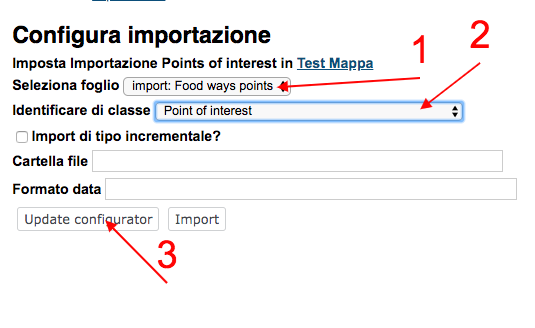 Configura importazione
2
1
Imposta Importazione Points of interest in Test Mappa
Seleziona foglio import: Food ways points
Identificare di classe Point of interest
Import di tipo incrementale?
Cartella file
Formato data
Update configurator Import
3